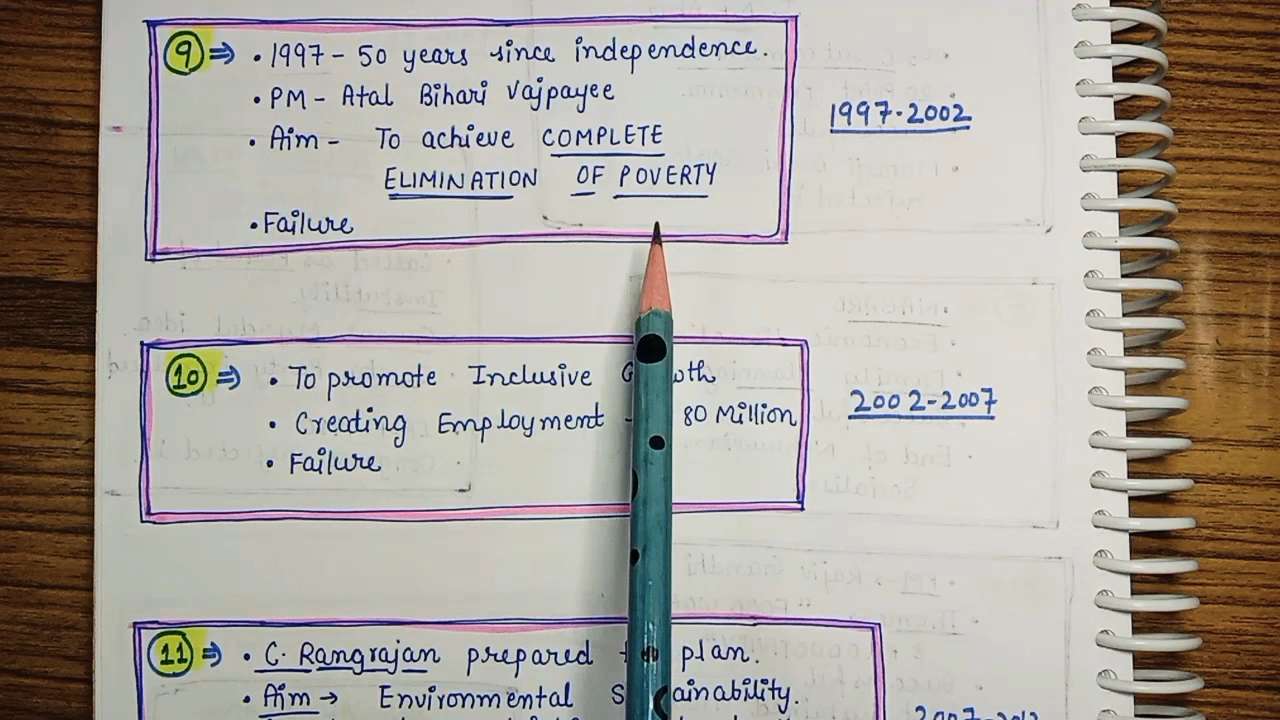 9 ⇒ • 1997 - 50 years since independence.
• PM - Atal Bihari Vajpayee
• Aim - To achieve COMPLETE
ELIMINATION OF POVERTY
• Failure
1997-2002
10 ⇒ • To promote Inclusive
• Creating Employment - 80 Million
• Failure
2002-2007
11 ⇒ • C. Rangrajan prepared plan.
• Aim → Environmental